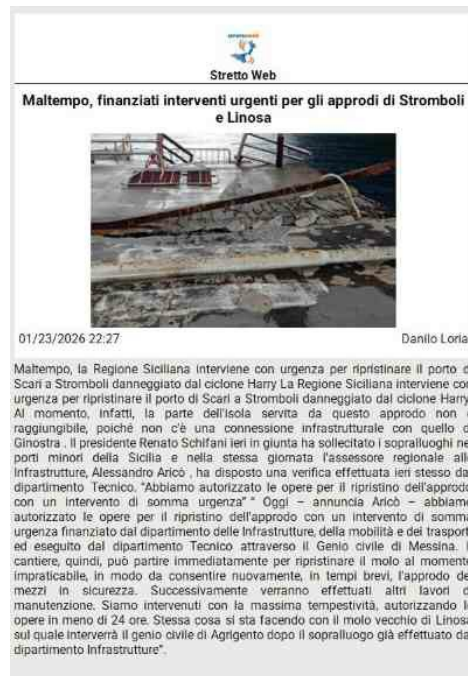 strettoweb
Stretto Web
Maltempo, finanziati interventi urgenti per gli approdi di Stromboli
e Linosa
01/23/2026 22:27 Danilo Loria
Maltempo, la Regione Siciliana interviene con urgenza per ripristinare il porto d
Scari a Stromboli danneggiato dal ciclone Harry La Regione Siciliana interviene con
urgenza per ripristinare il porto di Scari a Stromboli danneggiato dal ciclone Harry
Al momento, infatti, la parte dell'isola servita da questo approdo non
raggiungibile, poiché non c'è una connessione infrastrutturale con quello d
Ginostra . Il presidente Renato Schifani ieri in giunta ha sollecitato i sopralluoghi ne
porti minori della Sicilia e nella stessa giornata l'assessore regionale alle
Infrastrutture, Alessandro Aricò , ha disposto una verifica effettuata ieri stesso da
dipartimento Tecnico. "Abbiamo autorizzato le opere per il ripristino dell'approdo
con un intervento di somma urgenza" " Oggi – annuncia Aricò – abbiamo
autorizzato le opere per il ripristino dell'approdo con un intervento di somma
urgenza finanziato dal dipartimento delle Infrastrutture, della mobilità e dei trasport
ed eseguito dal dipartimento Tecnico attraverso il Genio civile di Messina. I
cantiere, quindi, può partire immediatamente per ripristinare il molo al momento
impraticabile, in modo da consentire nuovamente, in tempi brevi, l'approdo de
mezzi in sicurezza. Successivamente verranno effettuati altri lavori d
manutenzione. Siamo intervenuti con la massima tempestività, autorizzando le
opere in meno di 24 ore. Stessa cosa si sta facendo con il molo vecchio di Linosa
sul quale interverrà il genio civile di Agrigento dopo il sopralluogo già effettuato da
dipartimento Infrastrutture".